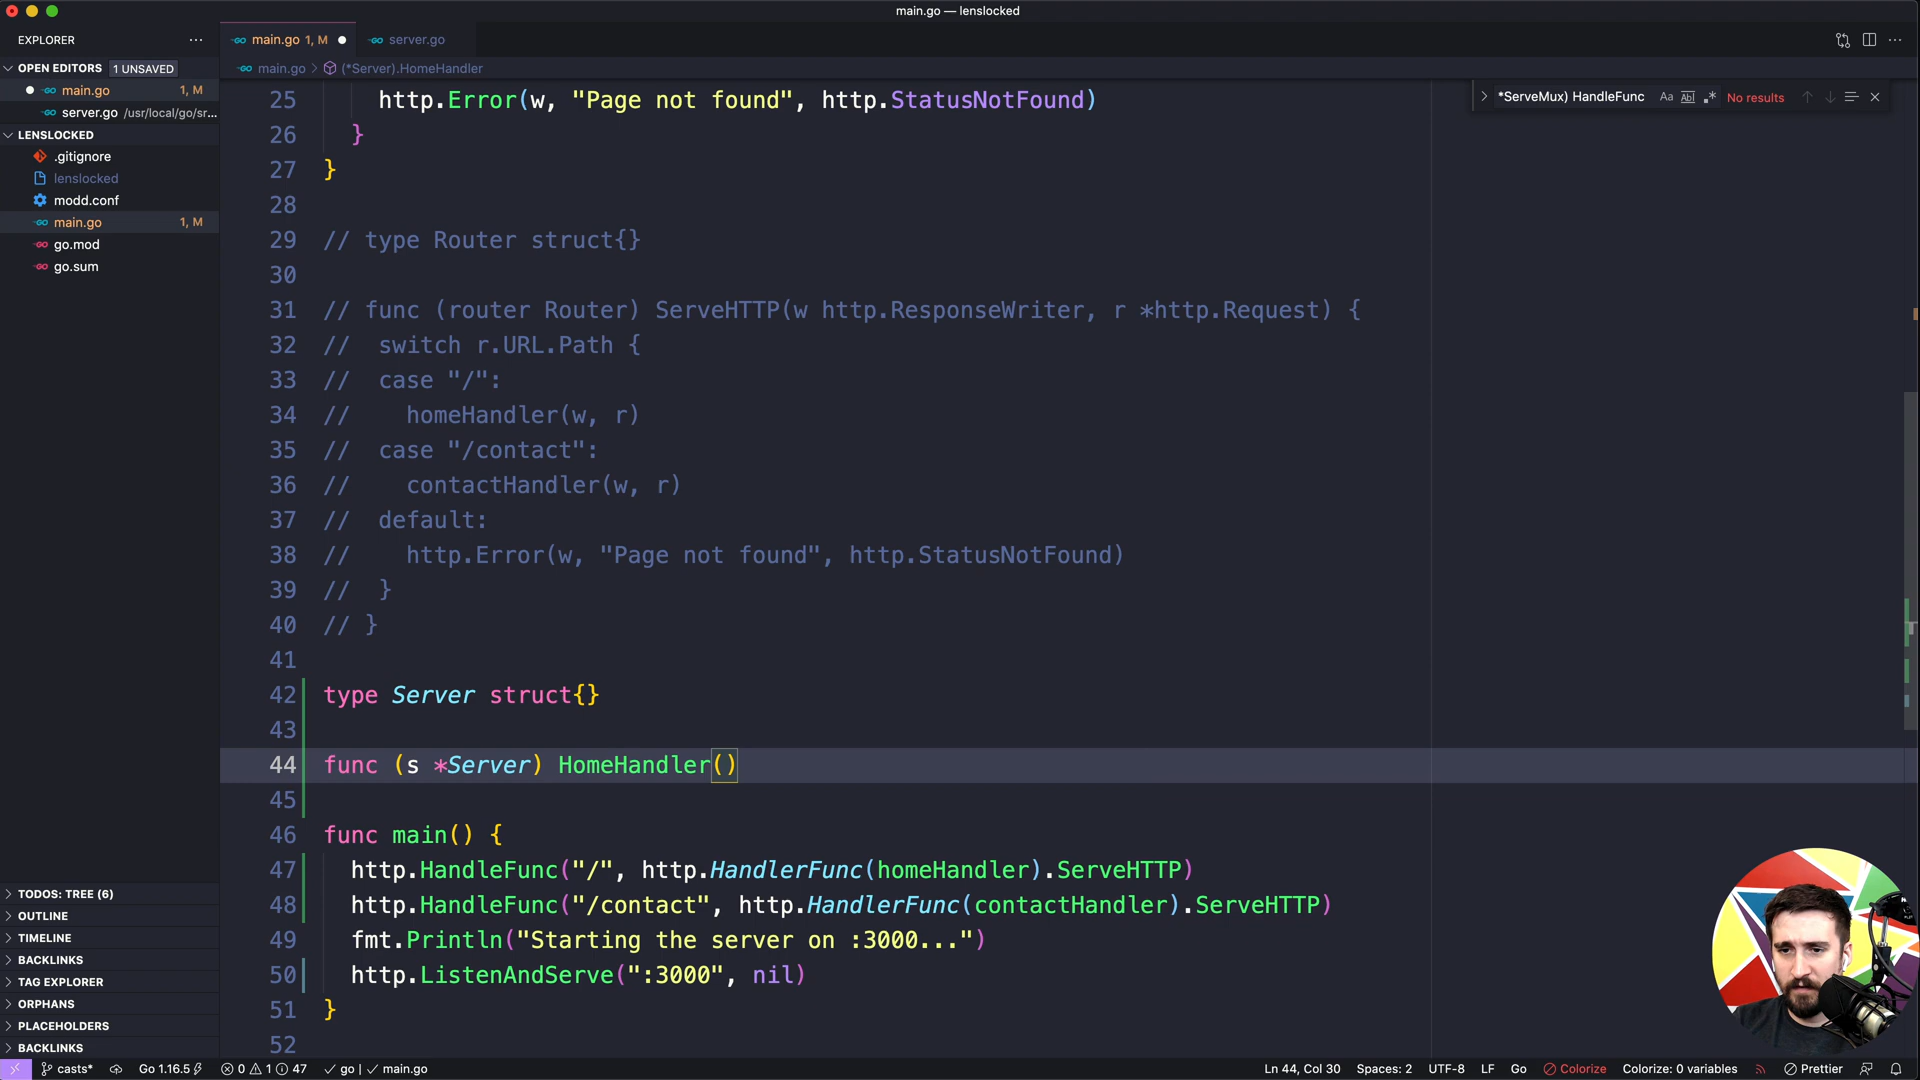 main.go — lenslocked
EXPLORER
main.go 1, M
server.go
OPEN EDITORS 1 UNSAVED
main.go 1, M
server.go /usr/local/go/sr...
LENSLOCKED
.gitignore
lenslocked
modd.conf
main.go 1, M
go.mod
go.sum
TODOS: TREE (6)
OUTLINE
TIMELINE
BACKLINKS
TAG EXPLORER
ORPHANS
PLACEHOLDERS
BACKLINKS
main.go > (*Server).HomeHandler
*ServeMux) HandleFunc Aa Ab .* No results
25 http.Error(w, "Page not found", http.StatusNotFound)
26 }
27 }
28
29 // type Router struct{}
30
31 // func (router Router) ServeHTTP(w http.ResponseWriter, r *http.Request) {
32 // switch r.URL.Path {
33 // case "/":
34 // homeHandler(w, r)
35 // case "/contact":
36 // contactHandler(w, r)
37 // default:
38 // http.Error(w, "Page not found", http.StatusNotFound)
39 // }
40 // }
41
42 type Server struct{}
43
44 func (s *Server) HomeHandler()
45
46 func main() {
47 http.HandleFunc("/", http.HandlerFunc(homeHandler).ServeHTTP)
48 http.HandleFunc("/contact", http.HandlerFunc(contactHandler).ServeHTTP)
49 fmt.Println("Starting the server on :3000...")
50 http.ListenAndServe(":3000", nil)
51 }
52
casts* Go 1.16.5 0 1 47 go | main.go Ln 44, Col 30 Spaces: 2 UTF-8 LF Go Colorize Colorize: 0 variables Prettier